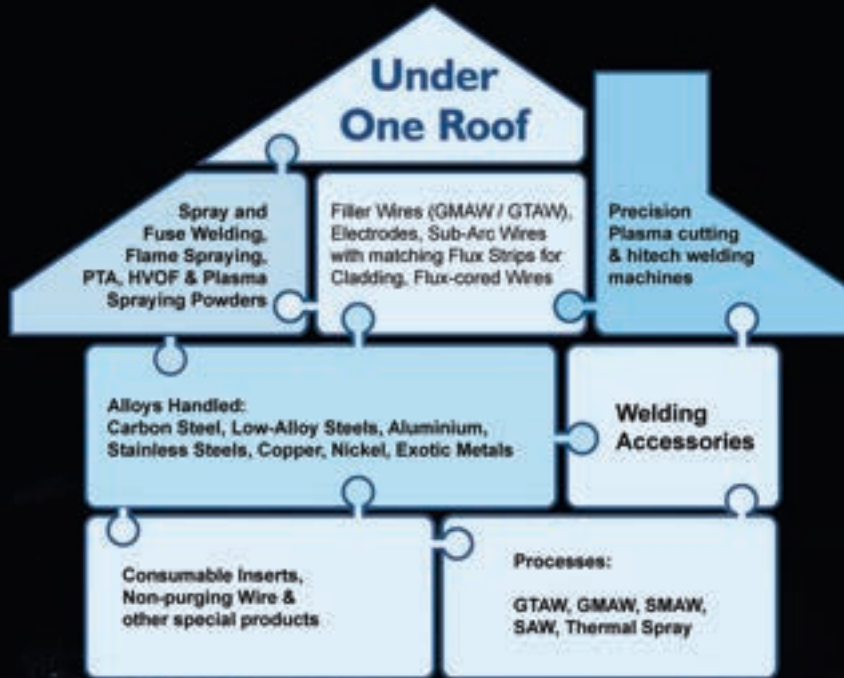 Under
One Roof
Spray and
Fuse Welding,
Flame Spraying,
PTA, HVOF & Plasma
Spraying Powders
Filler Wires (GMAW / GTAW),
Electrodes, Sub-Arc Wires
with matching Flux Strips for
Cladding, Flux-cored Wires
Precision
Plasma cutting
& hitech welding
machines
Alloys Handled:
Carbon Steel, Low-Alloy Steels, Aluminium,
Stainless Steels, Copper, Nickel, Exotic Metals
Welding
Accessories
Consumable Inserts,
Non-purging Wire &
other special products
Processes:
GTAW, GMAW, SMAW,
SAW, Thermal Spray